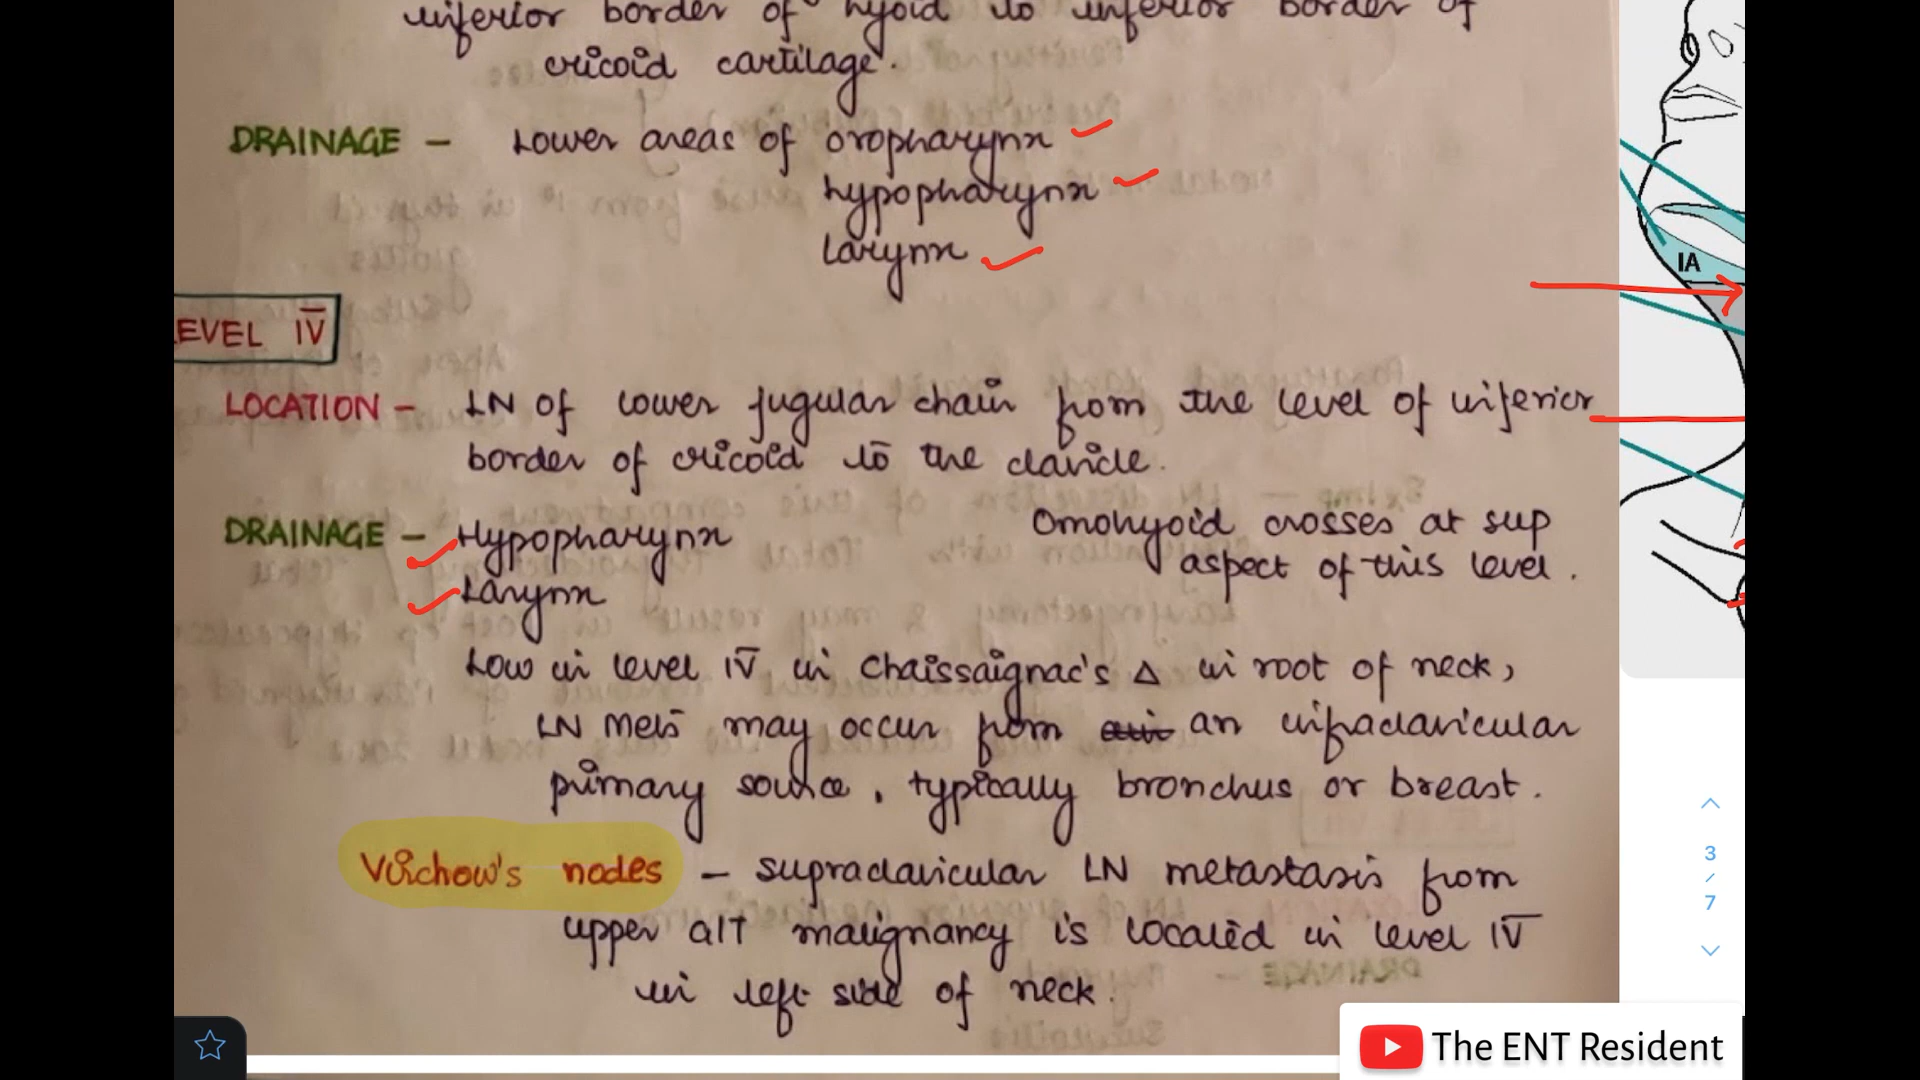 inferior border of hyoid to inferior border of
cricoid cartilage.
DRAINAGE - Lower areas of oropharynx
hypopharynx
larynx
IA
EVEL IV
LOCATION - LN of lower jugular chain from the level of inferior
border of cricoid to the clavicle.
DRAINAGE - Hypopharynx
Larynx
Omohyoid crosses at sup
aspect of this level.
Low in level IV in Chaissaignac's Δ in root of neck,
LN mets may occur from an infraclavicular
primary source, typically bronchus or breast.
Virchow's nodes - supraclavicular LN metastasis from
upper GIT malignancy is located in level IV
in left side of neck.
3
/
7
The ENT Resident